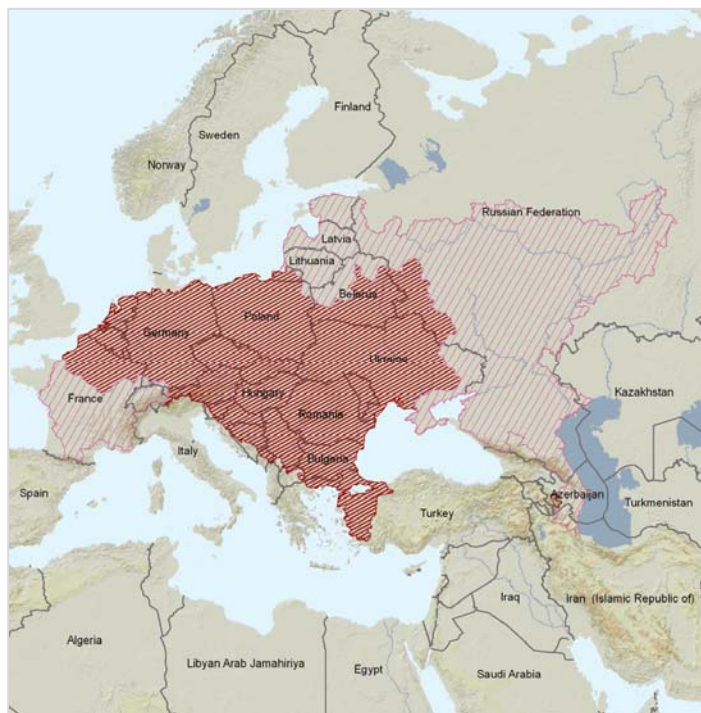 Finland
Sweden
Norway
Russian Federation
Latvia
Lithuania
Belarus
Poland
Germany
Ukraine
France
Hungary
Kazakhstan
Romania
Italy
Bulgaria
Spain
Azerbaijan
Turkmenistan
Turkey
Iraq
Iran (Islamic Republic of)
Algeria
Libyan Arab Jamahiriya
Egypt
Saudi Arabia